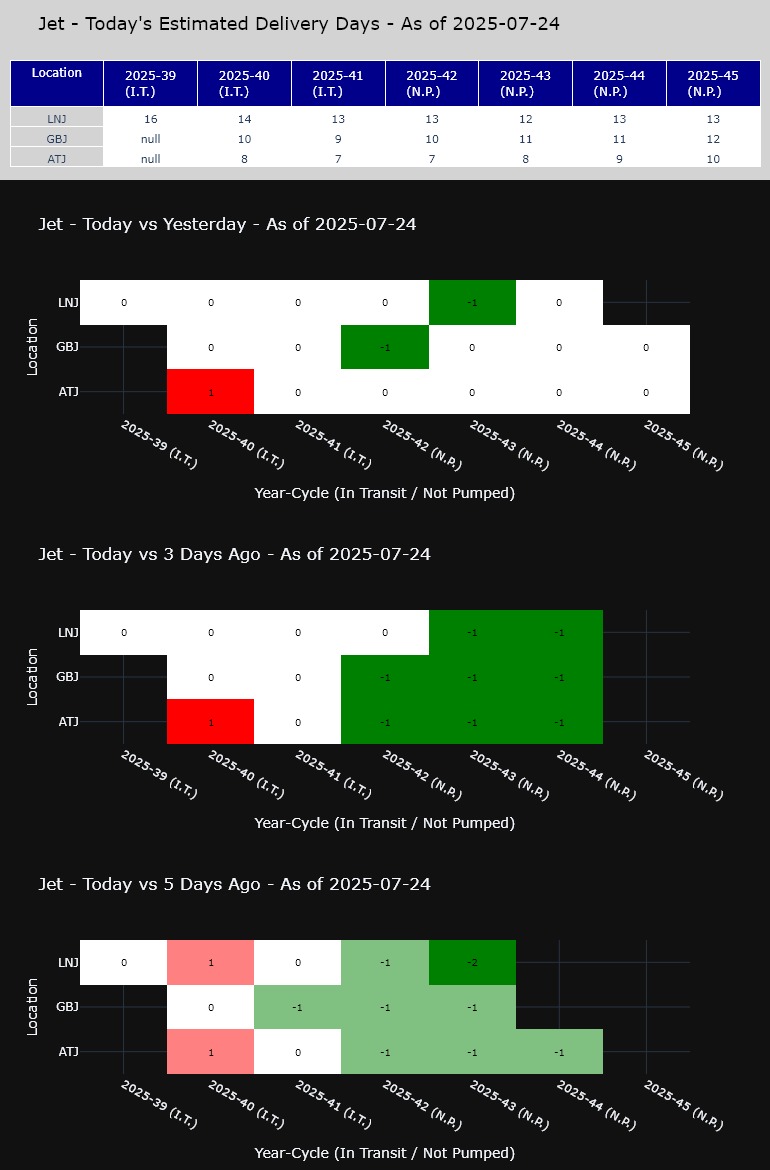 Jet - Today's Estimated Delivery Days - As of 2025-07-24
Location 2025-39 (I.T.) 2025-40 (I.T.) 2025-41 (I.T.) 2025-42 (N.P.) 2025-43 (N.P.) 2025-44 (N.P.) 2025-45 (N.P.)
LNJ 16 14 13 13 12 13 13
GBJ null 10 9 10 11 11 12
ATJ null 8 7 7 8 9 10
Jet - Today vs Yesterday - As of 2025-07-24
LNJ 0 0 0 0 -1 0
GBJ 0 0 -1 0 0 0
ATJ 1 0 0 0 0 0
Location
2025-39 (I.T.) 2025-40 (I.T.) 2025-41 (I.T.) 2025-42 (N.P.) 2025-43 (N.P.) 2025-44 (N.P.) 2025-45 (N.P.)
Year-Cycle (In Transit / Not Pumped)
Jet - Today vs 3 Days Ago - As of 2025-07-24
LNJ 0 0 0 0 -1 -1
GBJ 0 0 -1 -1 -1
ATJ 1 0 -1 -1 -1
Location
2025-39 (I.T.) 2025-40 (I.T.) 2025-41 (I.T.) 2025-42 (N.P.) 2025-43 (N.P.) 2025-44 (N.P.) 2025-45 (N.P.)
Year-Cycle (In Transit / Not Pumped)
Jet - Today vs 5 Days Ago - As of 2025-07-24
LNJ 0 1 0 -1 -2
GBJ 0 -1 -1 -1
ATJ 1 0 -1 -1 -1
Location
2025-39 (I.T.) 2025-40 (I.T.) 2025-41 (I.T.) 2025-42 (N.P.) 2025-43 (N.P.) 2025-44 (N.P.) 2025-45 (N.P.)
Year-Cycle (In Transit / Not Pumped)